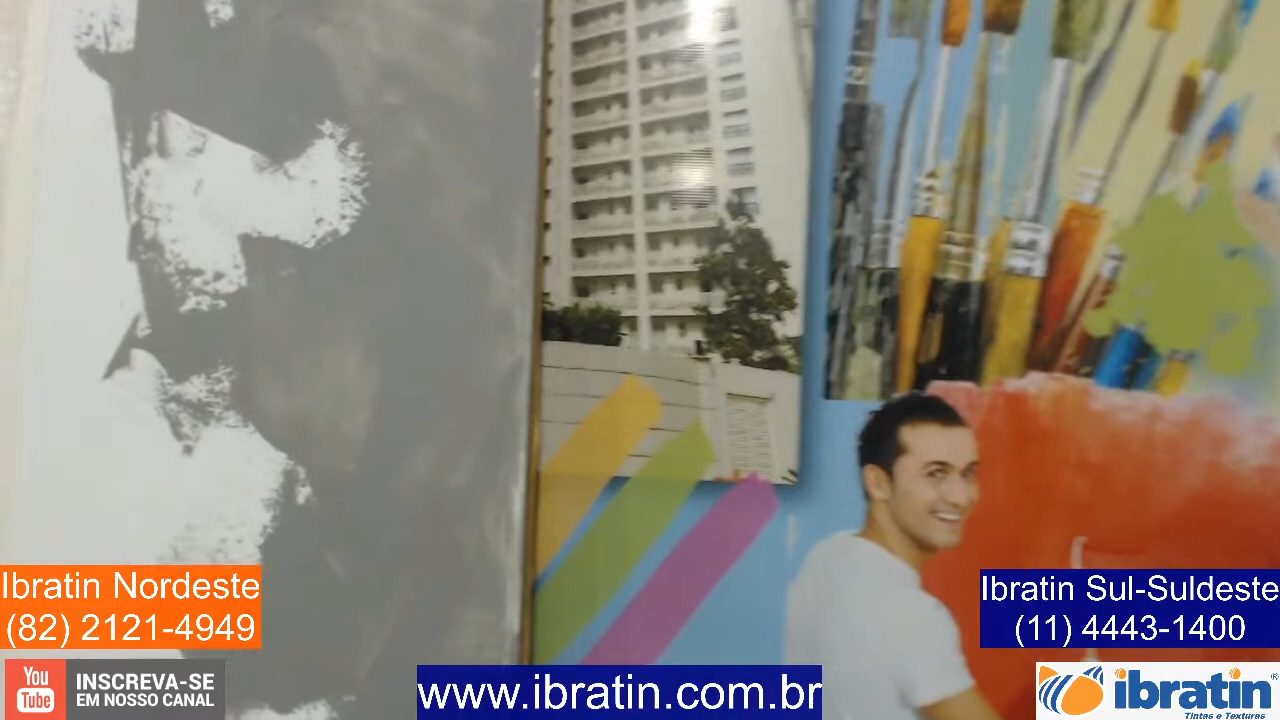 Ibratin Nordeste
(82) 2121-4949
Ibratin Sul-Suldeste
(11) 4443-1400
You
Tube
INSCREVA-SE
EM NOSSO CANAL
www.ibratin.com.br
ibratin®
Tintas e Texturas